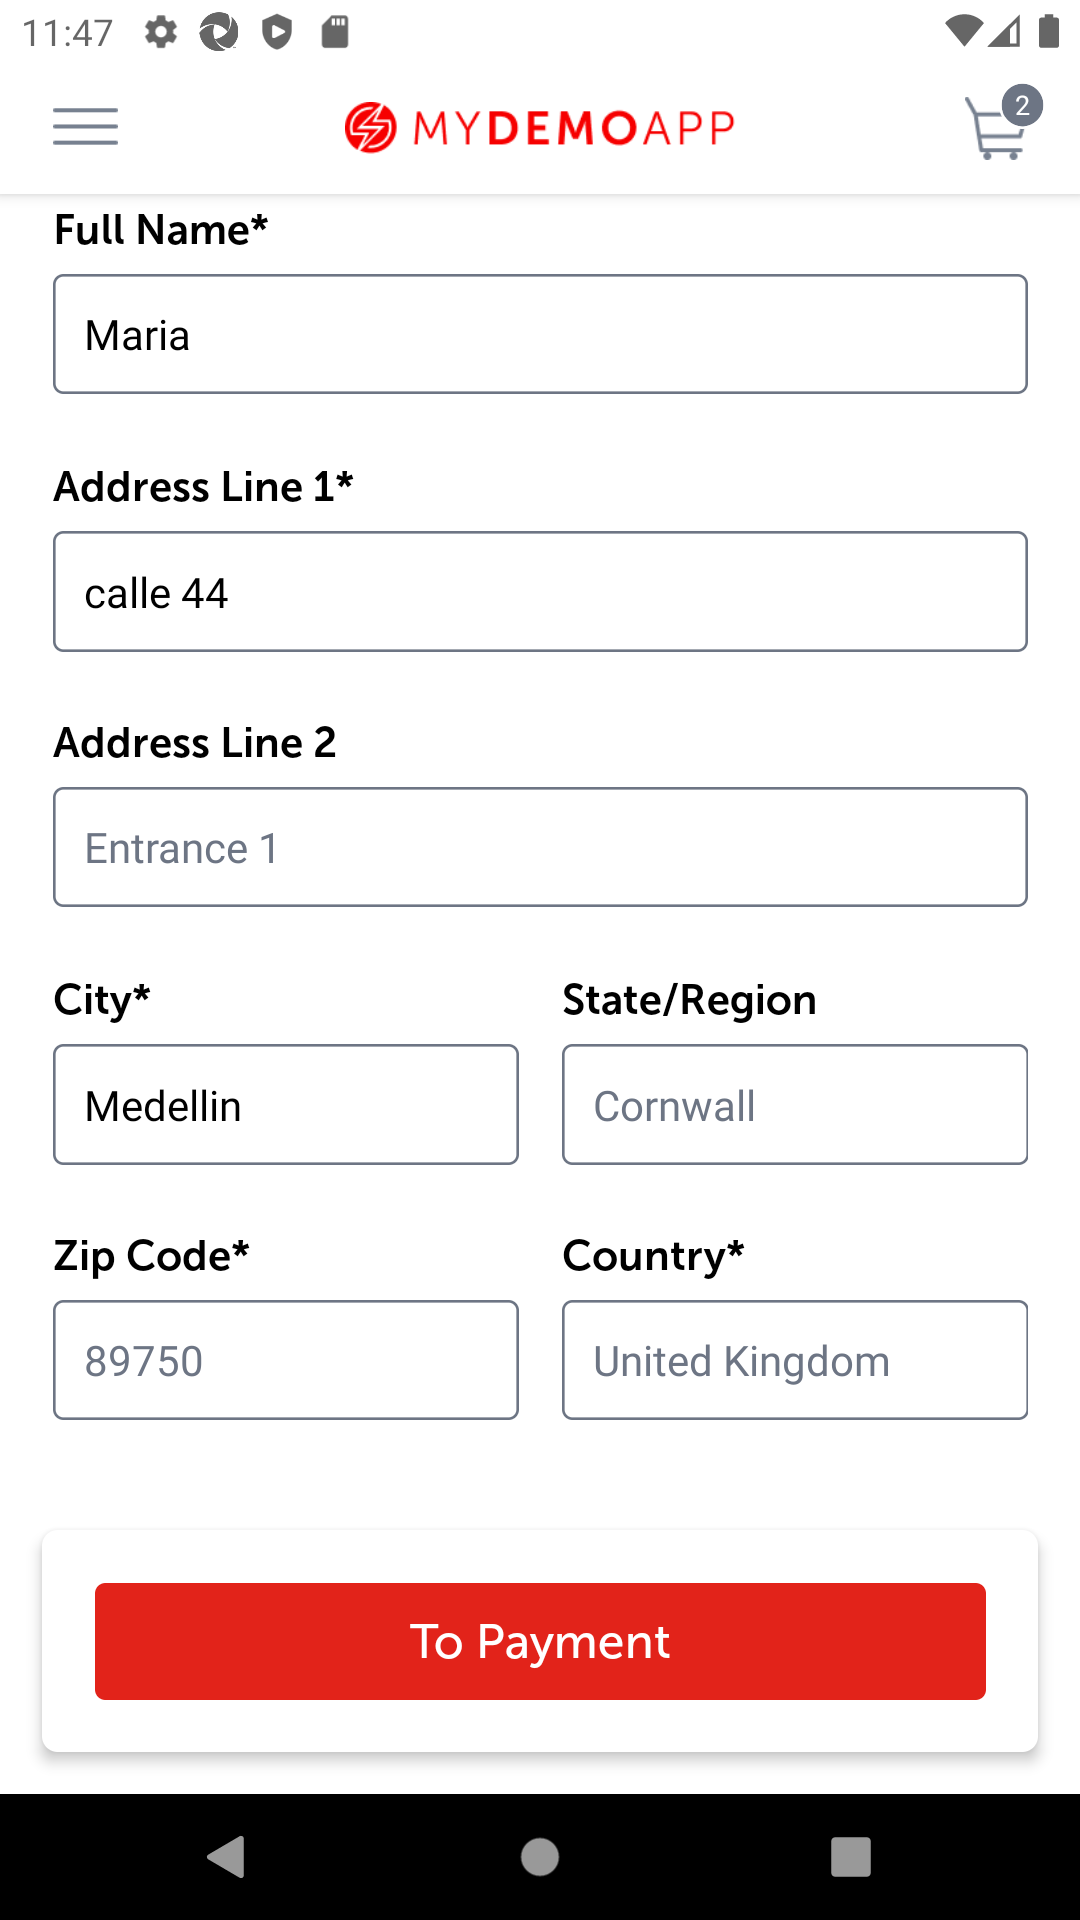 11:47
MYDEMOAPP
2
Full Name*
Maria
Address Line 1*
calle 44
Address Line 2
Entrance 1
City*
State/Region
Medellin
Cornwall
Zip Code*
Country*
89750
United Kingdom
To Payment